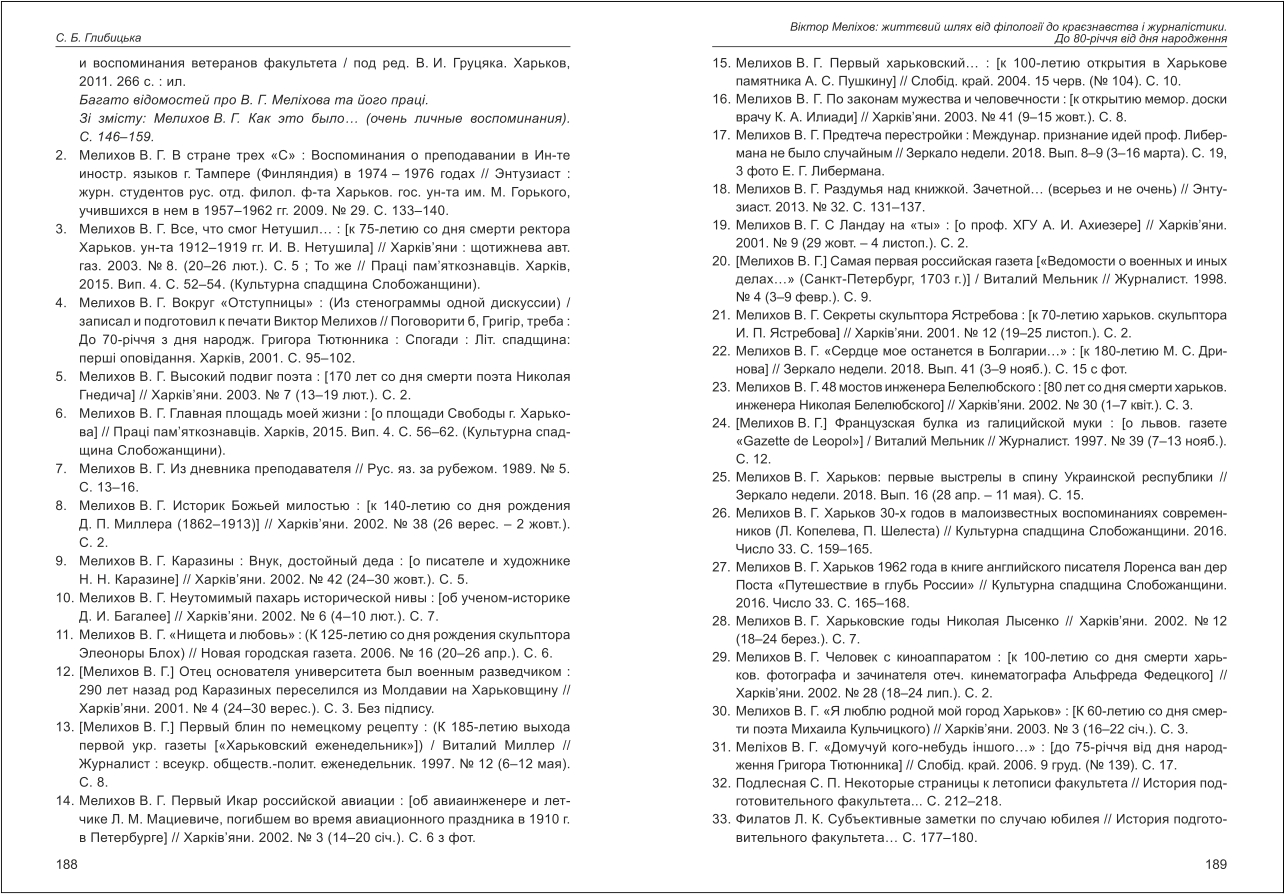 С. Б. Глибицька
и воспоминания ветеранов факультета / под ред. В. И. Груцяка. Харьков,
2011. 266 с. : ил.
Багато відомостей про В. Г. Меліхова та його праці.
Зі змісту: Мелихов В. Г. Как это было… (очень личные воспоминания).
С. 146–159.
2. Мелихов В. Г. В стране трех «С» : Воспоминания о преподавании в Ин-те
иностр. языков г. Тампере (Финляндия) в 1974 – 1976 годах // Энтузиаст :
журн. студентов рус. отд. филол. ф-та Харьков. гос. ун-та им. М. Горького,
учившихся в нем в 1957–1962 гг. 2009. № 29. С. 133–140.
3. Мелихов В. Г. Все, что смог Нетушил… : [к 75-летию со дня смерти ректора
Харьков. ун-та 1912–1919 гг. И. В. Нетушила] // Харків’яни : щотижнева авт.
газ. 2003. № 8. (20–26 лют.). С. 5 ; То же // Праці пам’яткознавців. Харків,
2015. Вип. 4. С. 52–54. (Культурна спадщина Слобожанщини).
4. Мелихов В. Г. Вокруг «Отступницы» : (Из стенограммы одной дискуссии) /
записал и подготовил к печати Виктор Мелихов // Поговорити б, Григір, треба :
До 70-річчя з дня народж. Григора Тютюнника : Спогади : Літ. спадщина:
перші оповідання. Харків, 2001. С. 95–102.
5. Мелихов В. Г. Высокий подвиг поэта : [170 лет со дня смерти поэта Николая
Гнедича] // Харків’яни. 2003. № 7 (13–19 лют.). С. 2.
6. Мелихов В. Г. Главная площадь моей жизни : [о площади Свободы г. Харько-
ва] // Праці пам’яткознавців. Харків, 2015. Вип. 4. С. 56–62. (Культурна спад-
щина Слобожанщини).
7. Мелихов В. Г. Из дневника преподавателя // Рус. яз. за рубежом. 1989. № 5.
С. 13–16.
8. Мелихов В. Г. Историк Божьей милостью : [к 140-летию со дня рождения
Д. П. Миллера (1862–1913)] // Харків’яни. 2002. № 38 (26 верес. – 2 жовт.).
С. 2.
9. Мелихов В. Г. Каразины : Внук, достойный деда : [о писателе и художнике
Н. Н. Каразине] // Харків’яни. 2002. № 42 (24–30 жовт.). С. 5.
10. Мелихов В. Г. Неутомимый пахарь исторической нивы : [об ученом-историке
Д. И. Багалее] // Харків’яни. 2002. № 6 (4–10 лют.). С. 7.
11. Мелихов В. Г. «Нищета и любовь» : (К 125-летию со дня рождения скульптора
Элеоноры Блох) // Новая городская газета. 2006. № 16 (20–26 апр.). С. 6.
12. [Мелихов В. Г.] Отец основателя университета был военным разведчиком :
290 лет назад род Каразиных переселился из Молдавии на Харьковщину //
Харків’яни. 2001. № 4 (24–30 верес.). С. 3. Без підпису.
13. [Мелихов В. Г.] Первый блин по немецкому рецепту : (К 185-летию выхода
первой укр. газеты [«Харьковский еженедельник»]) / Виталий Миллер //
Журналист : всеукр. обществ.-полит. еженедельник. 1997. № 12 (6–12 мая).
С. 8.
14. Мелихов В. Г. Первый Икар российской авиации : [об авиаинженере и лет-
чике Л. М. Мациевиче, погибшем во время авиационного праздника в 1910 г.
в Петербурге] // Харків’яни. 2002. № 3 (14–20 січ.). С. 6 з фот.
188
Віктор Меліхов: життєвий шлях від філології до краєзнавства і журналістики.
До 80-річчя від дня народження
15. Мелихов В. Г. Первый харьковский… : [к 100-летию открытия в Харькове
памятника А. С. Пушкину] // Слобід. край. 2004. 15 черв. (№ 104). С. 10.
16. Мелихов В. Г. По законам мужества и человечности : [к открытию мемор. доски
врачу К. А. Илиади] // Харків’яни. 2003. № 41 (9–15 жовт.). С. 8.
17. Мелихов В. Г. Предтеча перестройки : Междунар. признание идей проф. Либер-
мана не было случайным // Зеркало недели. 2018. Вып. 8–9 (3–16 марта). С. 19,
3 фото Е. Г. Либермана.
18. Мелихов В. Г. Раздумья над книжкой. Зачетной… (всерьез и не очень) // Энту-
зиаст. 2013. № 32. С. 131–137.
19. Мелихов В. Г. С Ландау на «ты» : [о проф. ХГУ А. И. Ахиезере] // Харків’яни.
2001. № 9 (29 жовт. – 4 листоп.). С. 2.
20. [Мелихов В. Г.] Самая первая российская газета [«Ведомости о военных и иных
делах…» (Санкт-Петербург, 1703 г.)] / Виталий Мельник // Журналист. 1998.
№ 4 (3–9 февр.). С. 9.
21. Мелихов В. Г. Секреты скульптора Ястребова : [к 70-летию харьков. скульптора
И. П. Ястребова] // Харків’яни. 2001. № 12 (19–25 листоп.). С. 2.
22. Мелихов В. Г. «Сердце мое останется в Болгарии…» : [к 180-летию М. С. Дри-
нова] // Зеркало недели. 2018. Вып. 41 (3–9 нояб.). С. 15 с фот.
23. Мелихов В. Г. 48 мостов инженера Белелюбского : [80 лет со дня смерти харьков.
инженера Николая Белелюбского] // Харків’яни. 2002. № 30 (1–7 квіт.). С. 3.
24. [Мелихов В. Г.] Французская булка из галицийской муки : [о львов. газете
«Gazette de Leopol»] / Виталий Мельник // Журналист. 1997. № 39 (7–13 нояб.).
С. 12.
25. Мелихов В. Г. Харьков: первые выстрелы в спину Украинской республики //
Зеркало недели. 2018. Вып. 16 (28 апр. – 11 мая). С. 15.
26. Мелихов В. Г. Харьков 30-х годов в малоизвестных воспоминаниях современ-
ников (Л. Копелева, П. Шелеста) // Культурна спадщина Слобожанщини. 2016.
Число 33. С. 159–165.
27. Мелихов В. Г. Харьков 1962 года в книге английского писателя Лоренса ван дер
Поста «Путешествие в глубь России» // Культурна спадщина Слобожанщини.
2016. Число 33. С. 165–168.
28. Мелихов В. Г. Харьковские годы Николая Лысенко // Харків’яни. 2002. № 12
(18–24 берез.). С. 7.
29. Мелихов В. Г. Человек с киноаппаратом : [к 100-летию со дня смерти харь-
ков. фотографа и зачинателя отеч. кинематографа Альфреда Федецкого] //
Харків’яни. 2002. № 28 (18–24 лип.). С. 2.
30. Мелихов В. Г. «Я люблю родной мой город Харьков» : [К 60-летию со дня смер-
ти поэта Михаила Кульчицкого) // Харків’яни. 2003. № 3 (16–22 січ.). С. 3.
31. Меліхов В. Г. «Домучуй кого-небудь іншого…» : [до 75-річчя від дня народ-
ження Григора Тютюнника] // Слобід. край. 2006. 9 груд. (№ 139). С. 17.
32. Подлесная С. П. Некоторые страницы к летописи факультета // История под-
готовительного факультета… С. 212–218.
33. Филатов Л. К. Субъективные заметки по случаю юбилея // История подгото-
вительного факультета… С. 177–180.
189